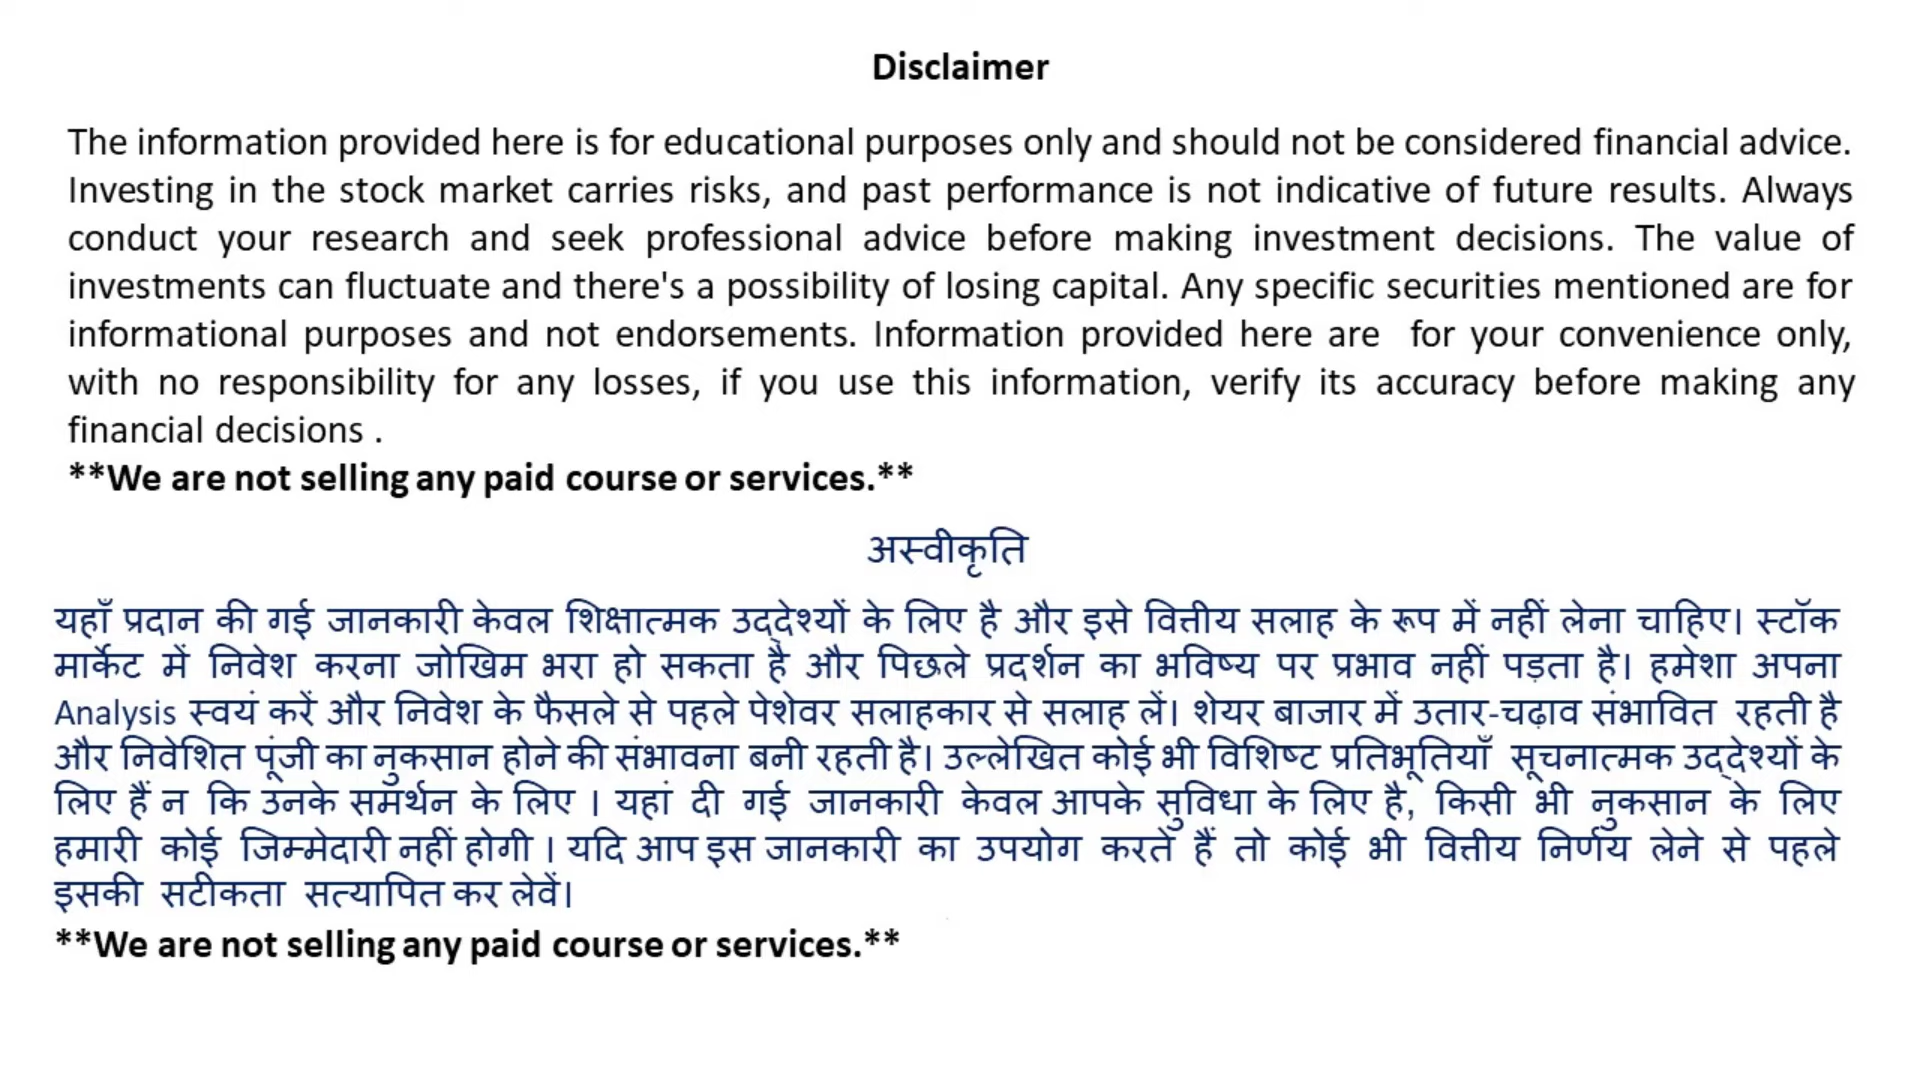 Disclaimer
The information provided here is for educational purposes only and should not be considered financial advice.
Investing in the stock market carries risks, and past performance is not indicative of future results. Always
conduct your research and seek professional advice before making investment decisions. The value of
investments can fluctuate and there's a possibility of losing capital. Any specific securities mentioned are for
informational purposes and not endorsements. Information provided here are for your convenience only,
with no responsibility for any losses, if you use this information, verify its accuracy before making any
financial decisions .
**We are not selling any paid course or services.**
अस्वीकृति
यहाँ प्रदान की गई जानकारी केवल शिक्षात्मक उद्देश्यों के लिए है और इसे वित्तीय सलाह के रूप में नहीं लेना चाहिए। स्टॉक
मार्केट में निवेश करना जोखिम भरा हो सकता है और पिछले प्रदर्शन का भविष्य पर प्रभाव नहीं पड़ता है। हमेशा अपना
Analysis स्वयं करें और निवेश के फैसले से पहले पेशेवर सलाहकार से सलाह लें। शेयर बाजार में उतार-चढ़ाव संभावित रहती है
और निवेशित पूंजी का नुकसान होने की संभावना बनी रहती है। उल्लेखित कोई भी विशिष्ट प्रतिभूतियाँ सूचनात्मक उद्देश्यों के
लिए हैं न कि उनके समर्थन के लिए । यहां दी गई जानकारी केवल आपके सुविधा के लिए है, किसी भी नुकसान के लिए
हमारी कोई जिम्मेदारी नहीं होगी । यदि आप इस जानकारी का उपयोग करते हैं तो कोई भी वित्तीय निर्णय लेने से पहले
इसकी सटीकता सत्यापित कर लेवें।
**We are not selling any paid course or services.**